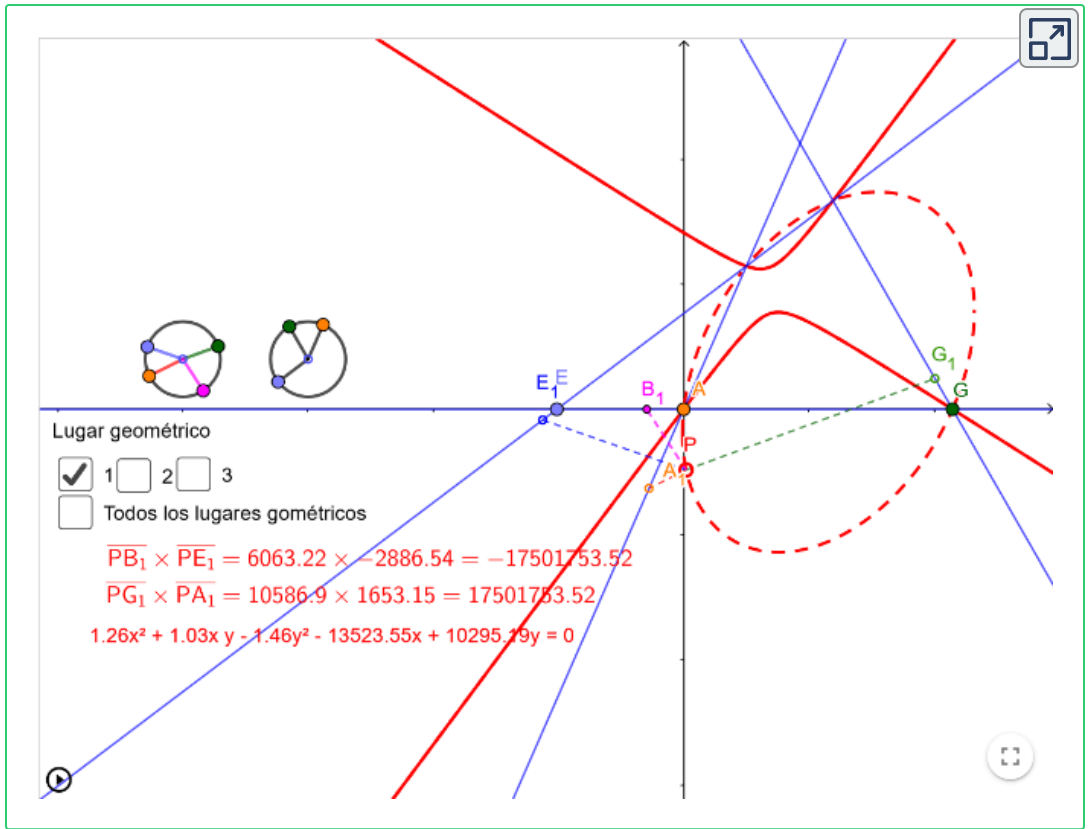 G₁
E₁ E
B₁ A G
P
A₁
Lugar geométrico
1 2 3
Todos los lugares gométricos
PB₁ × PE₁ = 6063.22 × −2886.54 = −17501753.52
PG₁ × PA₁ = 10586.9 × 1653.15 = 17501753.52
1.26x² + 1.03x y - 1.46y² - 13523.55x + 10295.19y = 0